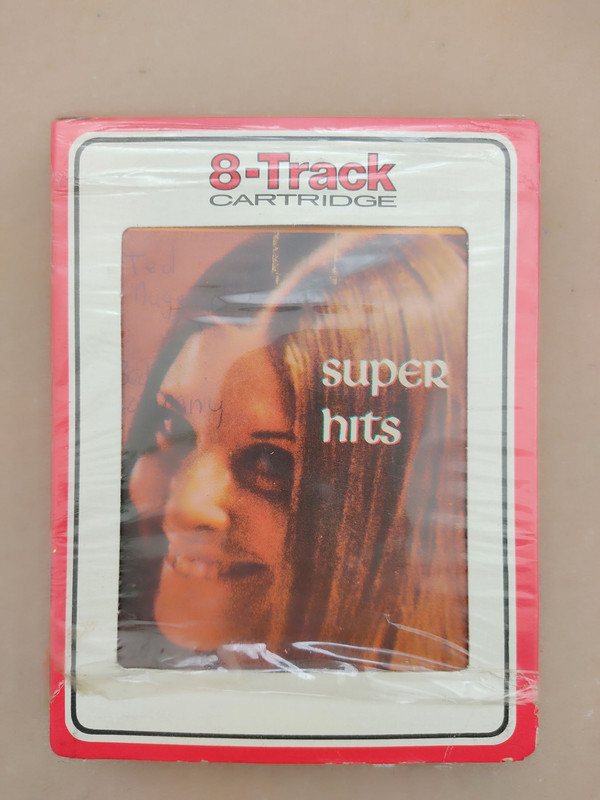 8-Track
CARTRIDGE
super
hits